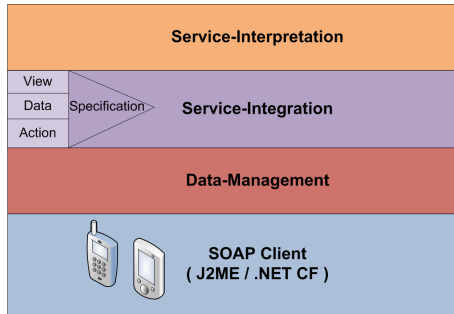 Service-Interpretation
View
Data
Action
Specification
Service-Integration
Data-Management
SOAP Client
( J2ME / .NET CF )